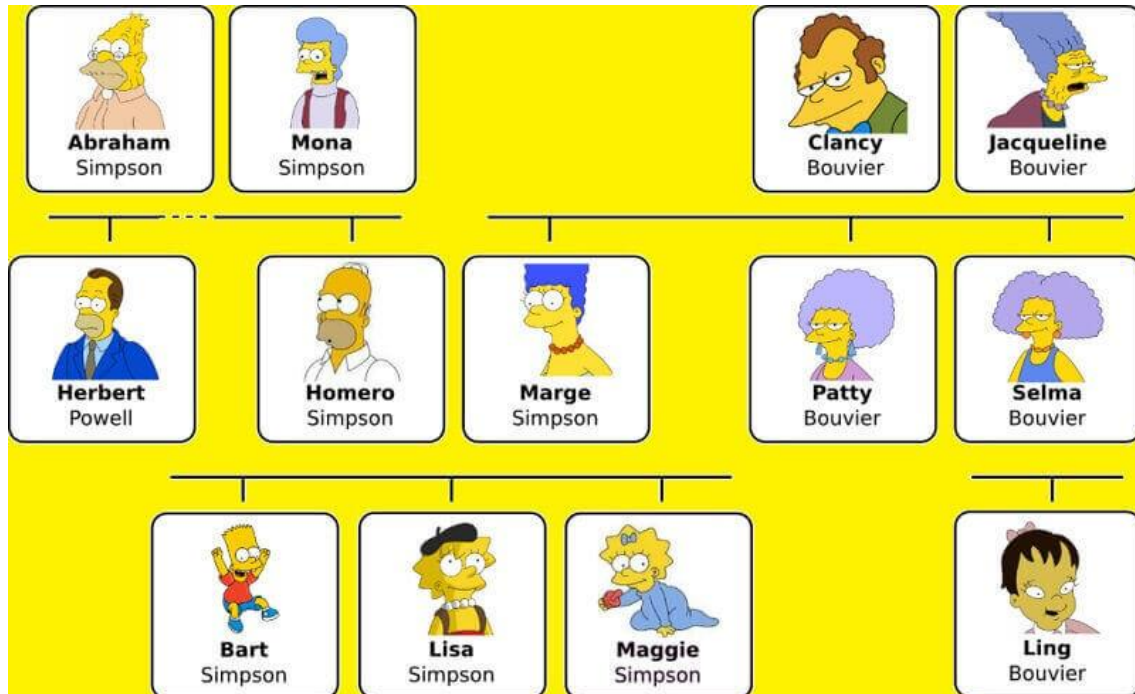 Abraham
Simpson
Mona
Simpson
Clancy
Bouvier
Jacqueline
Bouvier
Herbert
Powell
Homero
Simpson
Marge
Simpson
Patty
Bouvier
Selma
Bouvier
Bart
Simpson
Lisa
Simpson
Maggie
Simpson
Ling
Bouvier